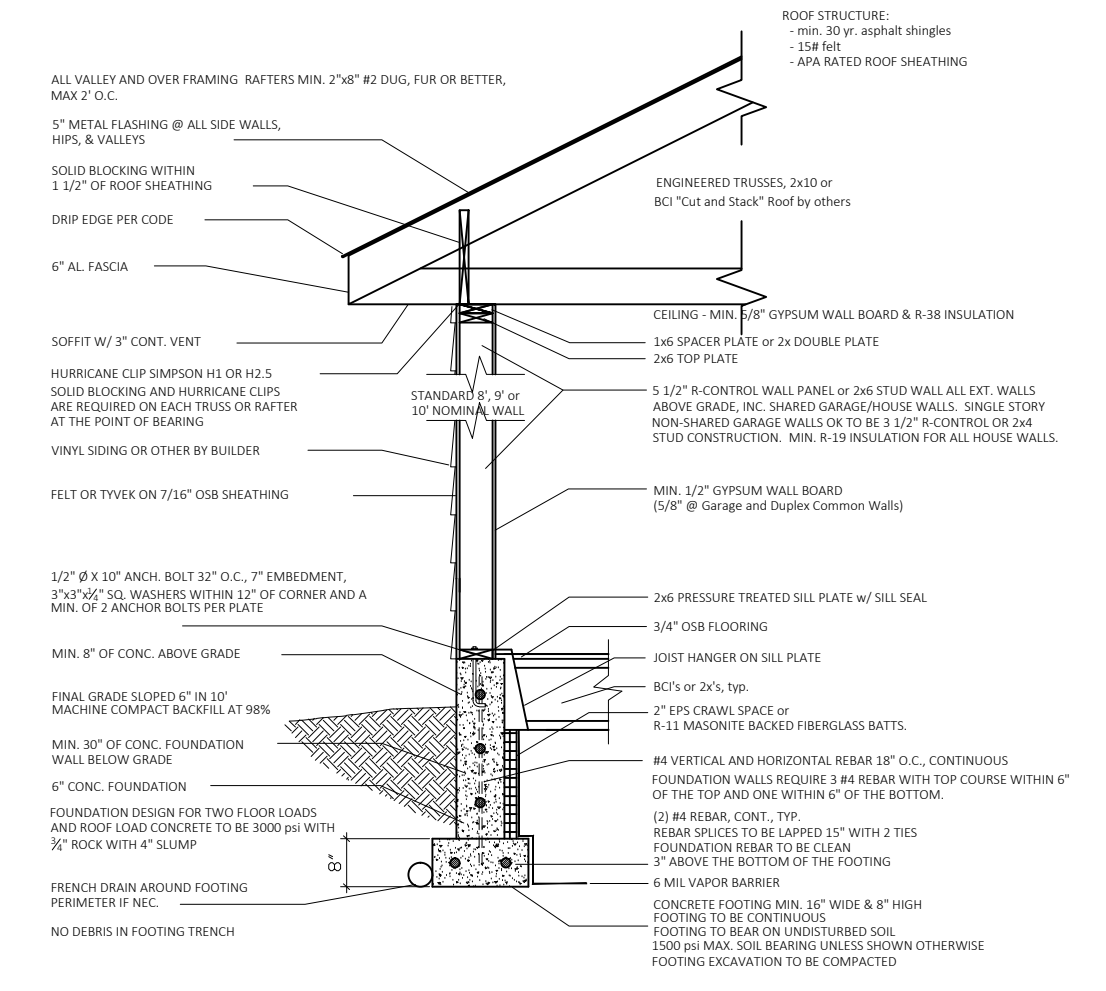 ROOF STRUCTURE:
- min. 30 yr. asphalt shingles
- 15# felt
- APA RATED ROOF SHEATHING
ALL VALLEY AND OVER FRAMING RAFTERS MIN. 2"x8" #2 DUG, FUR OR BETTER,
MAX 2' O.C.
5" METAL FLASHING @ ALL SIDE WALLS,
HIPS, & VALLEYS
SOLID BLOCKING WITHIN
1 1/2" OF ROOF SHEATHING
DRIP EDGE PER CODE
6" AL. FASCIA
SOFFIT W/ 3" CONT. VENT
HURRICANE CLIP SIMPSON H1 OR H2.5
SOLID BLOCKING AND HURRICANE CLIPS
ARE REQUIRED ON EACH TRUSS OR RAFTER
AT THE POINT OF BEARING
VINYL SIDING OR OTHER BY BUILDER
FELT OR TYVEK ON 7/16" OSB SHEATHING
1/2" Ø X 10" ANCH. BOLT 32" O.C., 7" EMBEDMENT,
3"x3"x¼" SQ. WASHERS WITHIN 12" OF CORNER AND A
MIN. OF 2 ANCHOR BOLTS PER PLATE
MIN. 8" OF CONC. ABOVE GRADE
FINAL GRADE SLOPED 6" IN 10'
MACHINE COMPACT BACKFILL AT 98%
MIN. 30" OF CONC. FOUNDATION
WALL BELOW GRADE
6" CONC. FOUNDATION
FOUNDATION DESIGN FOR TWO FLOOR LOADS
AND ROOF LOAD CONCRETE TO BE 3000 psi WITH
¾" ROCK WITH 4" SLUMP
8"
FRENCH DRAIN AROUND FOOTING
PERIMETER IF NEC.
NO DEBRIS IN FOOTING TRENCH
STANDARD 8', 9' or
10' NOMINAL WALL
ENGINEERED TRUSSES, 2x10 or
BCI "Cut and Stack" Roof by others
CEILING - MIN. 5/8" GYPSUM WALL BOARD & R-38 INSULATION
1x6 SPACER PLATE or 2x DOUBLE PLATE
2x6 TOP PLATE
5 1/2" R-CONTROL WALL PANEL or 2x6 STUD WALL ALL EXT. WALLS
ABOVE GRADE, INC. SHARED GARAGE/HOUSE WALLS. SINGLE STORY
NON-SHARED GARAGE WALLS OK TO BE 3 1/2" R-CONTROL OR 2x4
STUD CONSTRUCTION. MIN. R-19 INSULATION FOR ALL HOUSE WALLS.
MIN. 1/2" GYPSUM WALL BOARD
(5/8" @ Garage and Duplex Common Walls)
2x6 PRESSURE TREATED SILL PLATE w/ SILL SEAL
3/4" OSB FLOORING
JOIST HANGER ON SILL PLATE
BCI's or 2x's, typ.
2" EPS CRAWL SPACE or
R-11 MASONITE BACKED FIBERGLASS BATTS.
#4 VERTICAL AND HORIZONTAL REBAR 18" O.C., CONTINUOUS
FOUNDATION WALLS REQUIRE 3 #4 REBAR WITH TOP COURSE WITHIN 6"
OF THE TOP AND ONE WITHIN 6" OF THE BOTTOM.
(2) #4 REBAR, CONT., TYP.
REBAR SPLICES TO BE LAPPED 15" WITH 2 TIES
FOUNDATION REBAR TO BE CLEAN
3" ABOVE THE BOTTOM OF THE FOOTING
6 MIL VAPOR BARRIER
CONCRETE FOOTING MIN. 16" WIDE & 8" HIGH
FOOTING TO BE CONTINUOUS
FOOTING TO BEAR ON UNDISTURBED SOIL
1500 psi MAX. SOIL BEARING UNLESS SHOWN OTHERWISE
FOOTING EXCAVATION TO BE COMPACTED